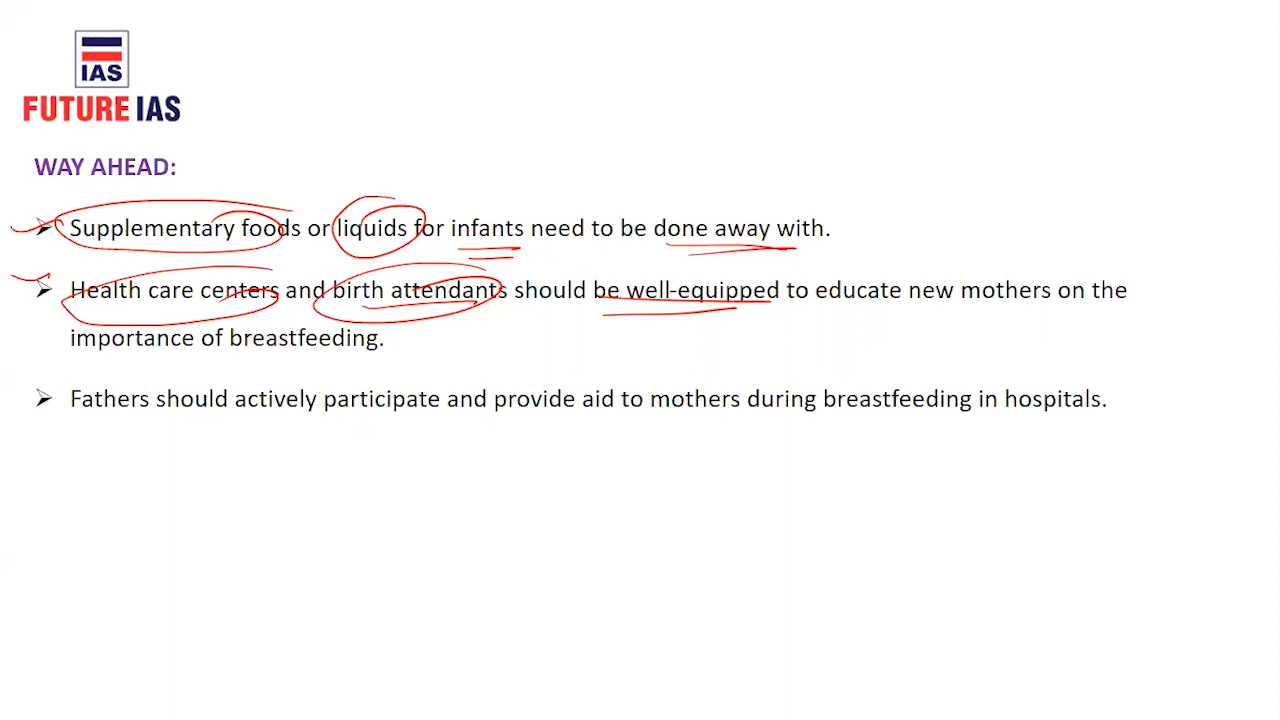 IAS
FUTURE IAS
WAY AHEAD:
➢ Supplementary foods or liquids for infants need to be done away with.
➢ Health care centers and birth attendants should be well-equipped to educate new mothers on the
importance of breastfeeding.
➢ Fathers should actively participate and provide aid to mothers during breastfeeding in hospitals.